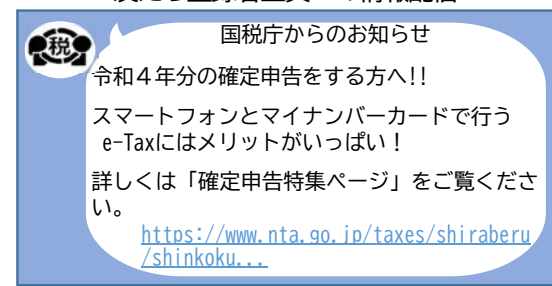 税
国税庁からのお知らせ
令和４年分の確定申告をする方へ!!
スマートフォンとマイナンバーカードで行う
e-Taxにはメリットがいっぱい！
詳しくは「確定申告特集ページ」をご覧くださ
い。
https://www.nta.go.jp/taxes/shiraberu
/shinkoku...